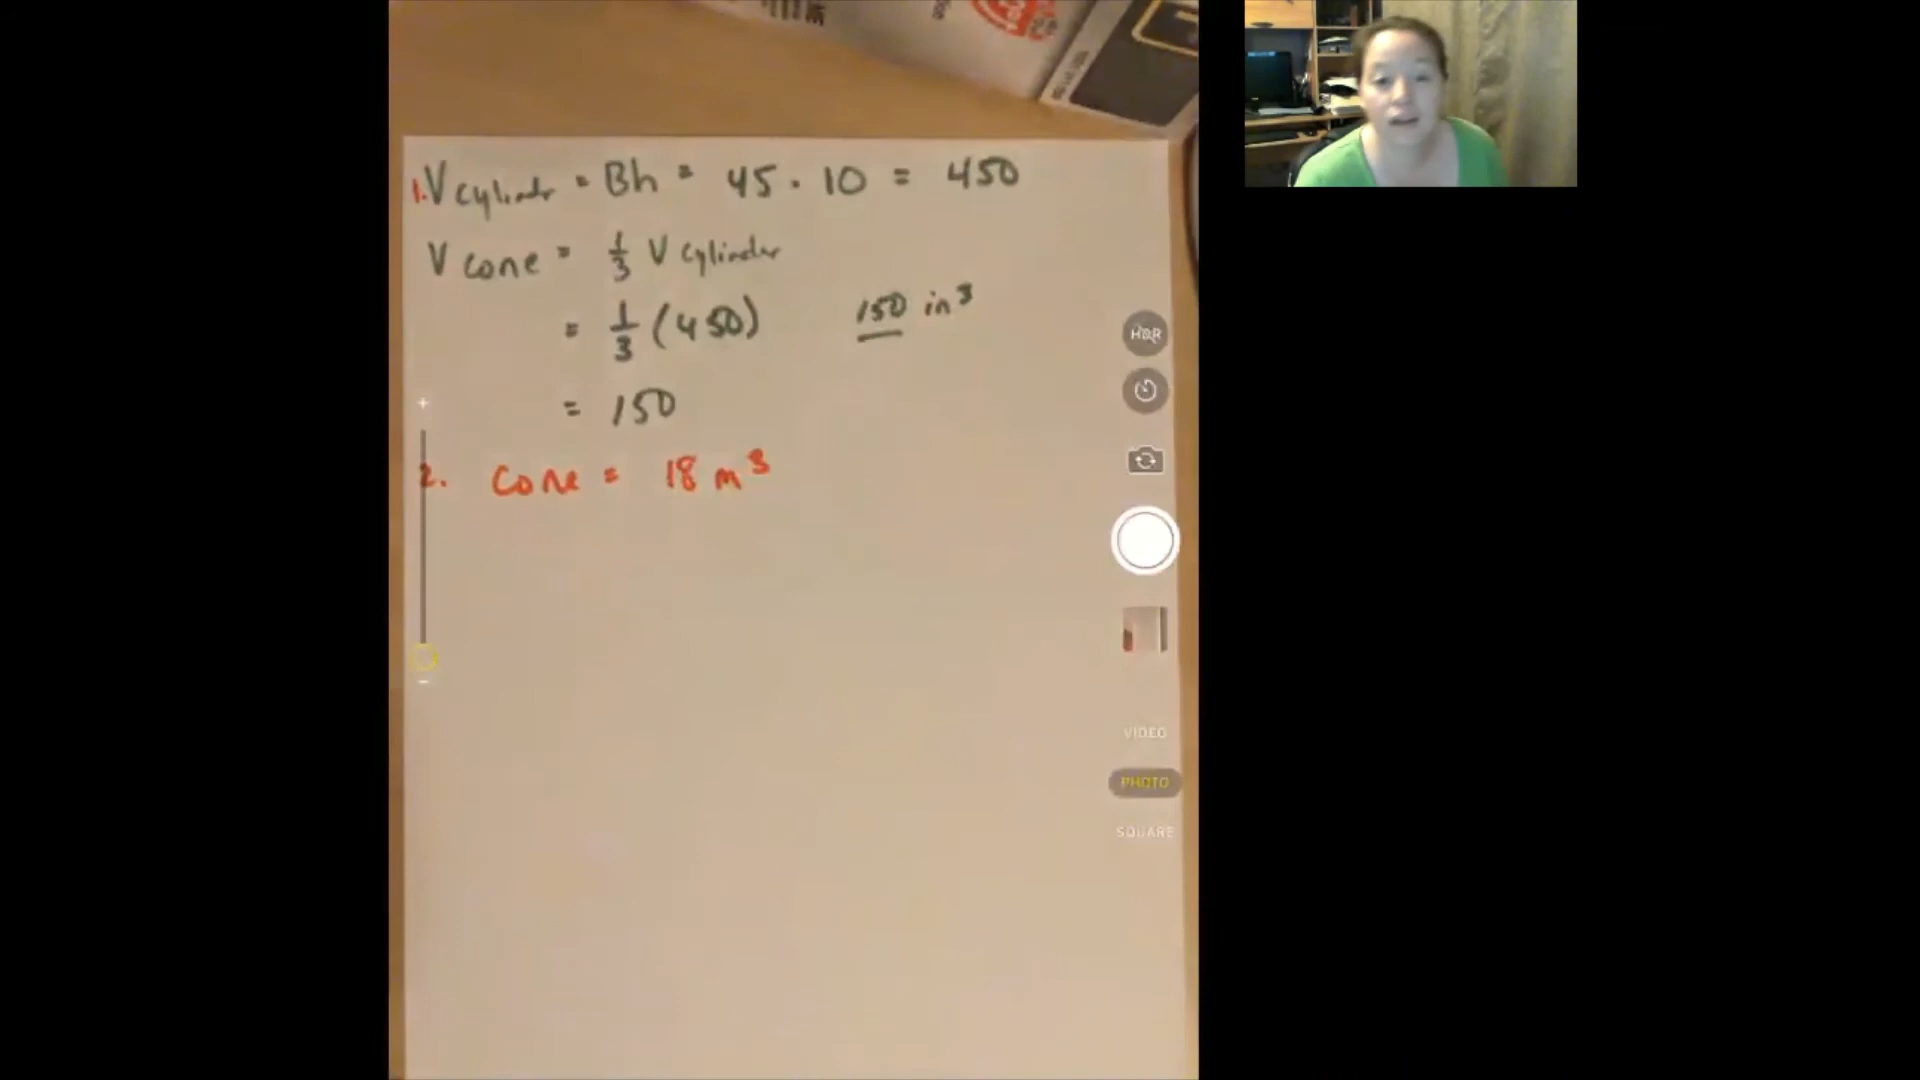 1. V cylinder = Bh = 45 · 10 = 450
V cone = 1/3 V cylinder
= 1/3 (450) 150 in³
= 150
2. Cone = 18 m³
HDR
VIDEO
PHOTO
SQUARE